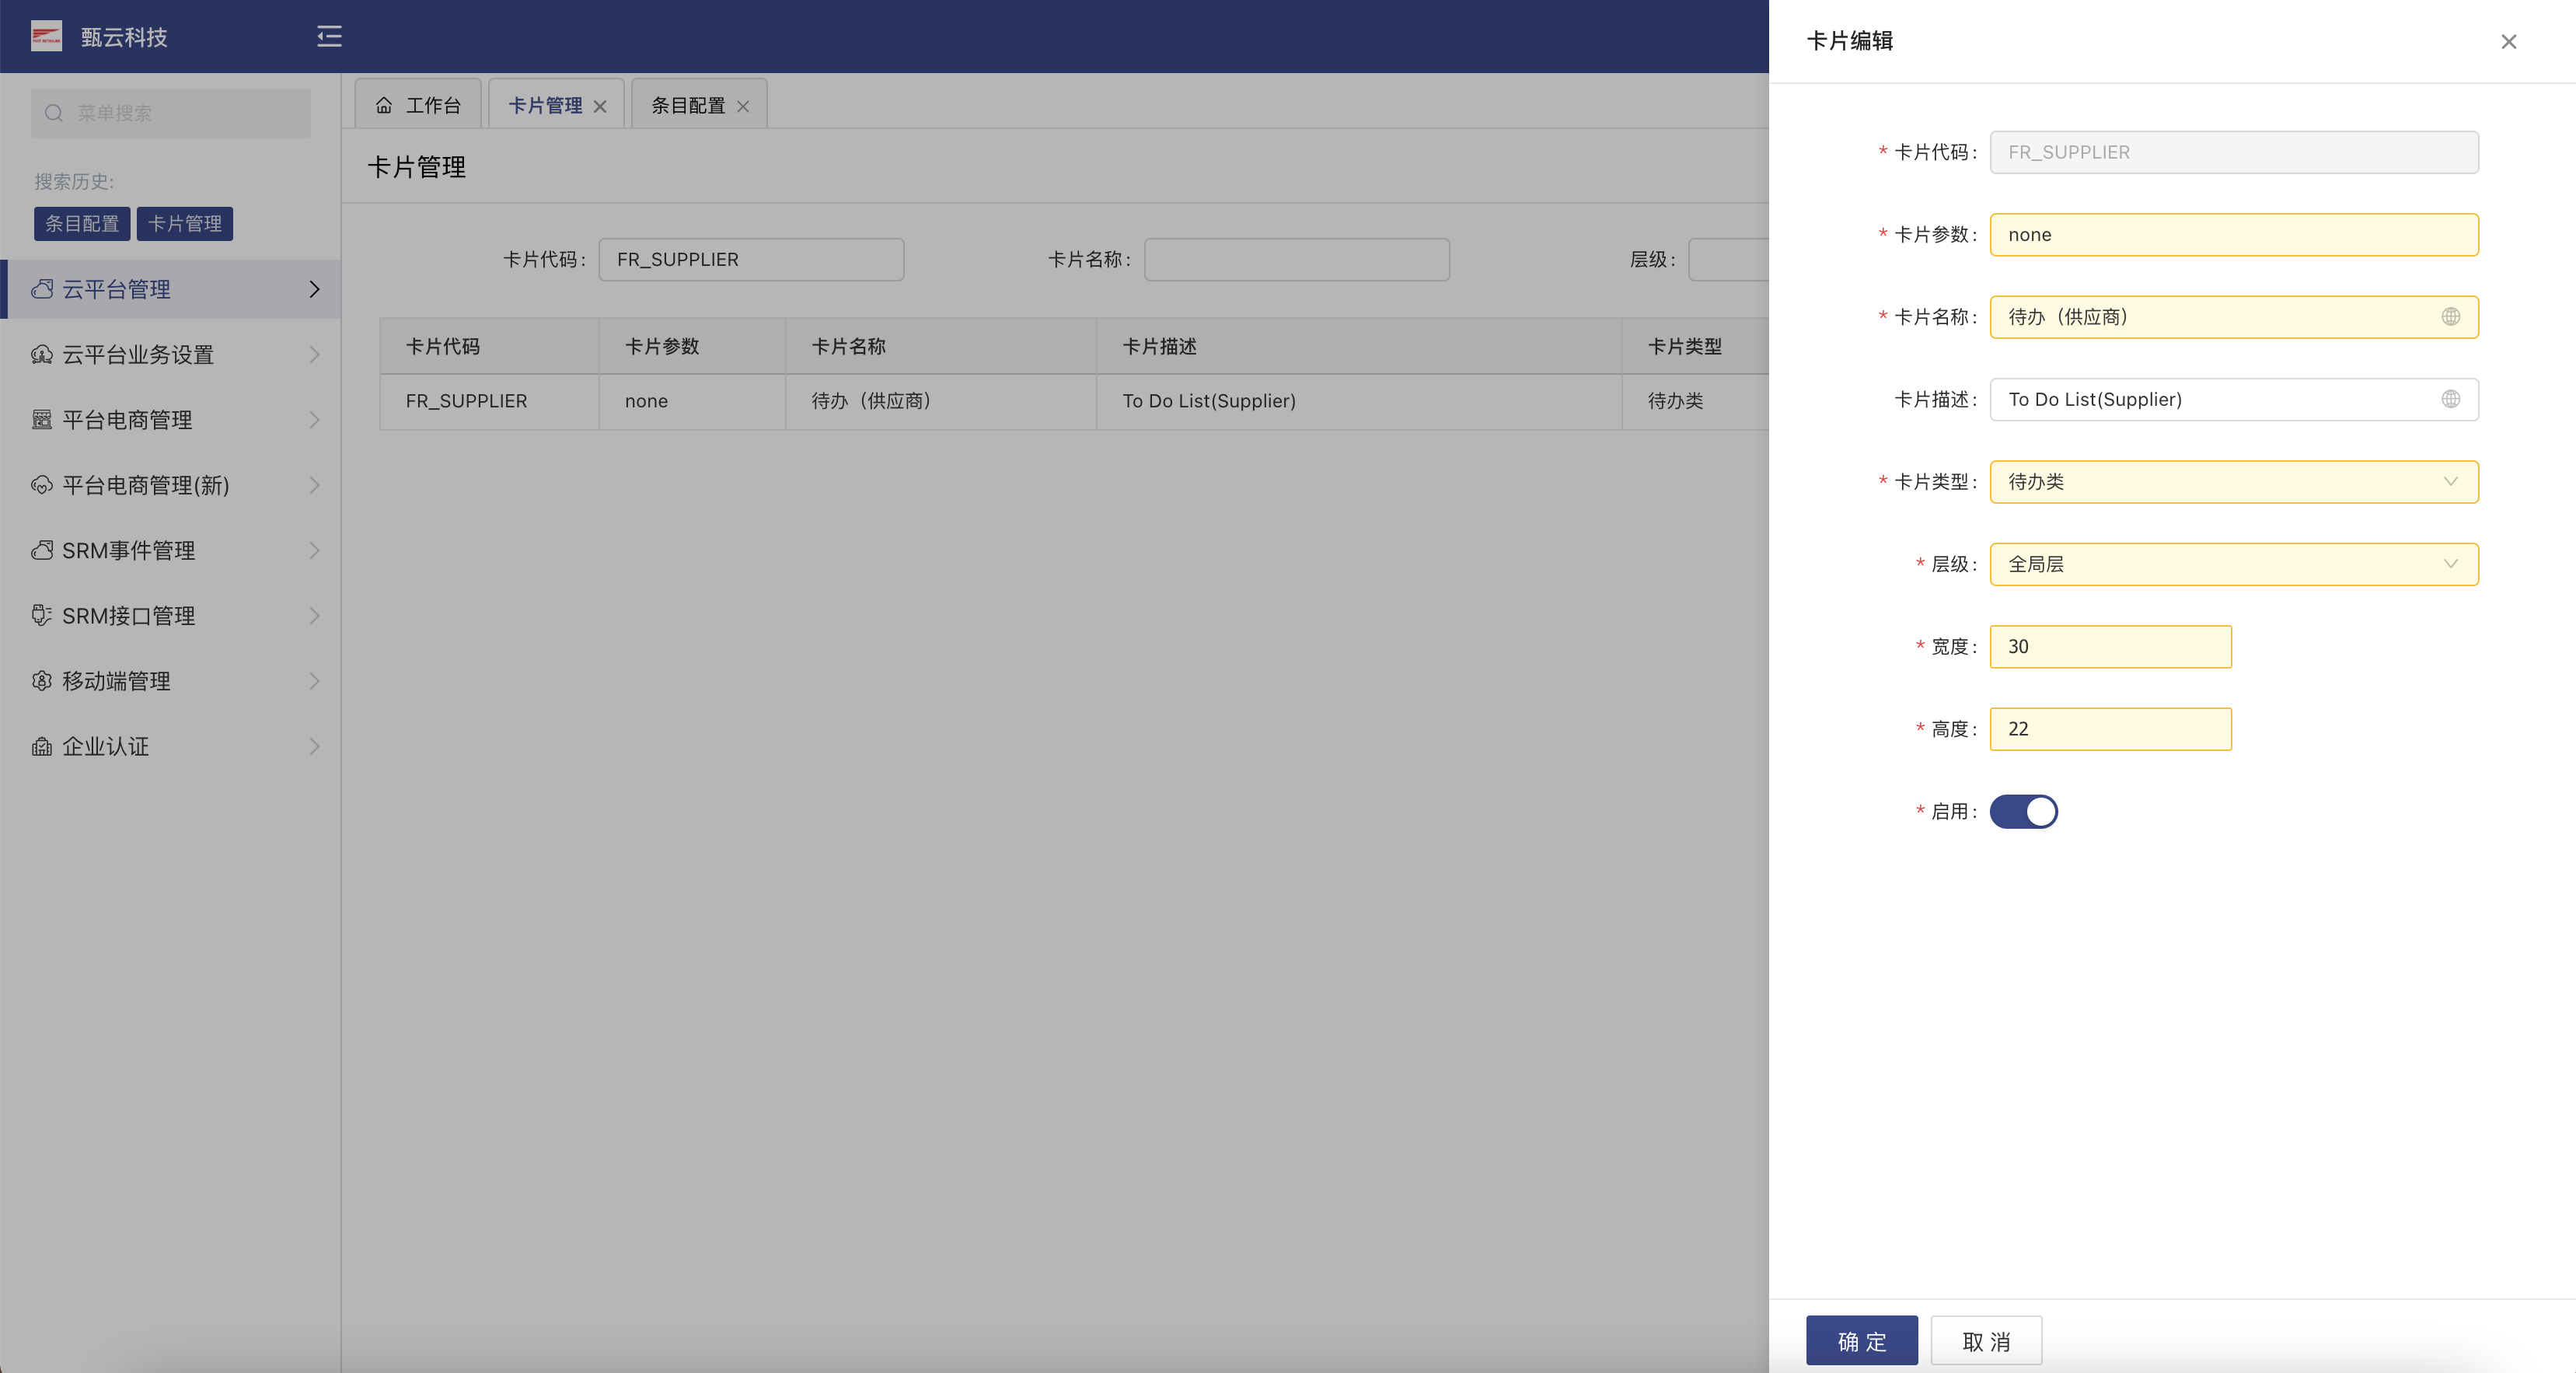 甄云科技
菜单搜索
搜索历史:
条目配置 卡片管理
云平台管理
云平台业务设置
平台电商管理
平台电商管理(新)
SRM事件管理
SRM接口管理
移动端管理
企业认证
工作台 卡片管理 条目配置
卡片管理
卡片代码: FR_SUPPLIER 卡片名称: 层级:
卡片代码 卡片参数 卡片名称 卡片描述 卡片类型
FR_SUPPLIER none 待办（供应商） To Do List(Supplier) 待办类
卡片编辑
* 卡片代码: FR_SUPPLIER
* 卡片参数: none
* 卡片名称: 待办（供应商）
卡片描述: To Do List(Supplier)
* 卡片类型: 待办类
* 层级: 全局层
* 宽度: 30
* 高度: 22
* 启用:
确定 取消